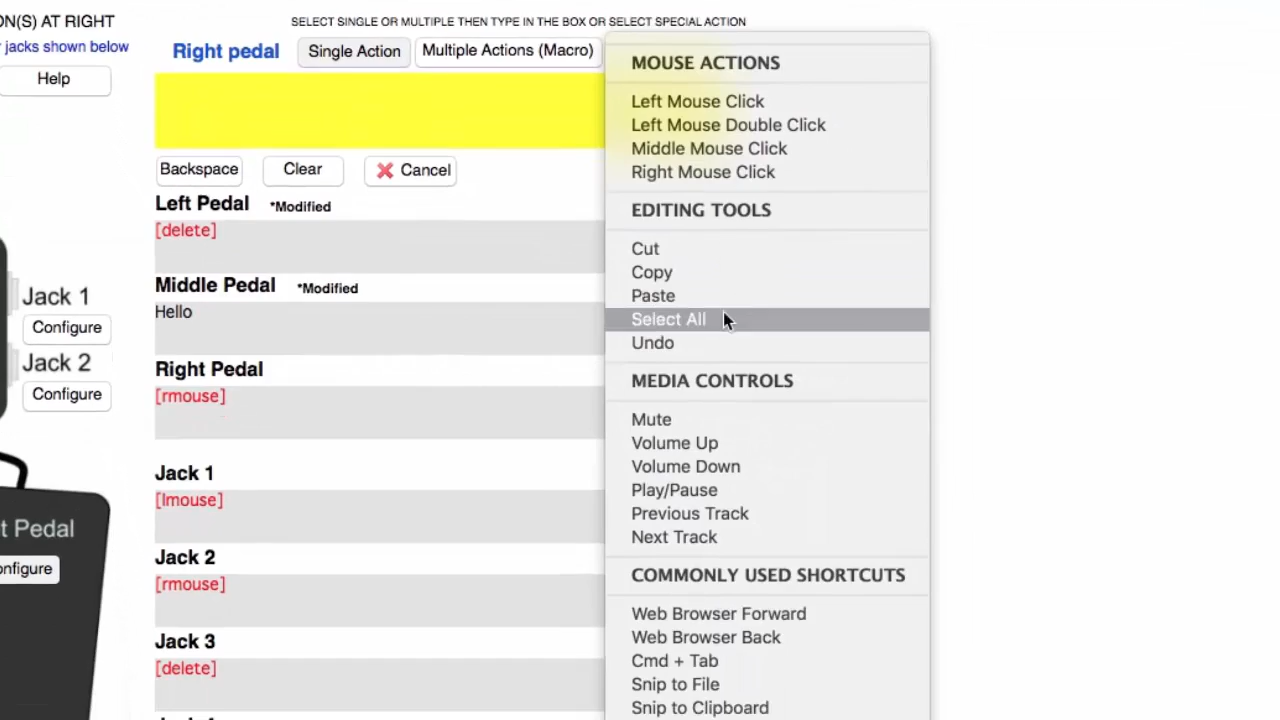 ON(S) AT RIGHT
r jacks shown below
Help
SELECT SINGLE OR MULTIPLE THEN TYPE IN THE BOX OR SELECT SPECIAL ACTION
Right pedal
Single Action
Multiple Actions (Macro)
Backspace
Clear
Cancel
Left Pedal *Modified
[delete]
Middle Pedal *Modified
Hello
Right Pedal
[rmouse]
Jack 1
[lmouse]
Jack 2
[rmouse]
Jack 3
[delete]
Jack 1
Configure
Jack 2
Configure
t Pedal
onfigure
MOUSE ACTIONS
Left Mouse Click
Left Mouse Double Click
Middle Mouse Click
Right Mouse Click
EDITING TOOLS
Cut
Copy
Paste
Select All
Undo
MEDIA CONTROLS
Mute
Volume Up
Volume Down
Play/Pause
Previous Track
Next Track
COMMONLY USED SHORTCUTS
Web Browser Forward
Web Browser Back
Cmd + Tab
Snip to File
Snip to Clipboard